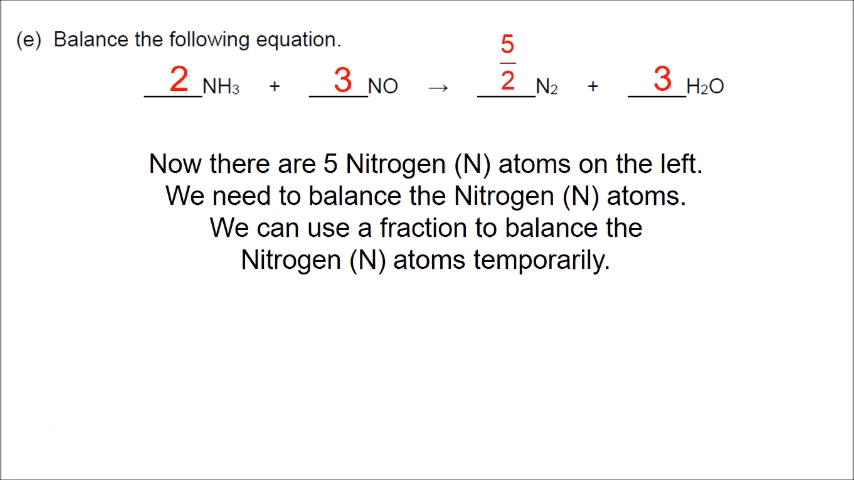 (e) Balance the following equation.
2 NH3 + 3 NO → 5/2 N2 + 3 H2O
Now there are 5 Nitrogen (N) atoms on the left.
We need to balance the Nitrogen (N) atoms.
We can use a fraction to balance the
Nitrogen (N) atoms temporarily.